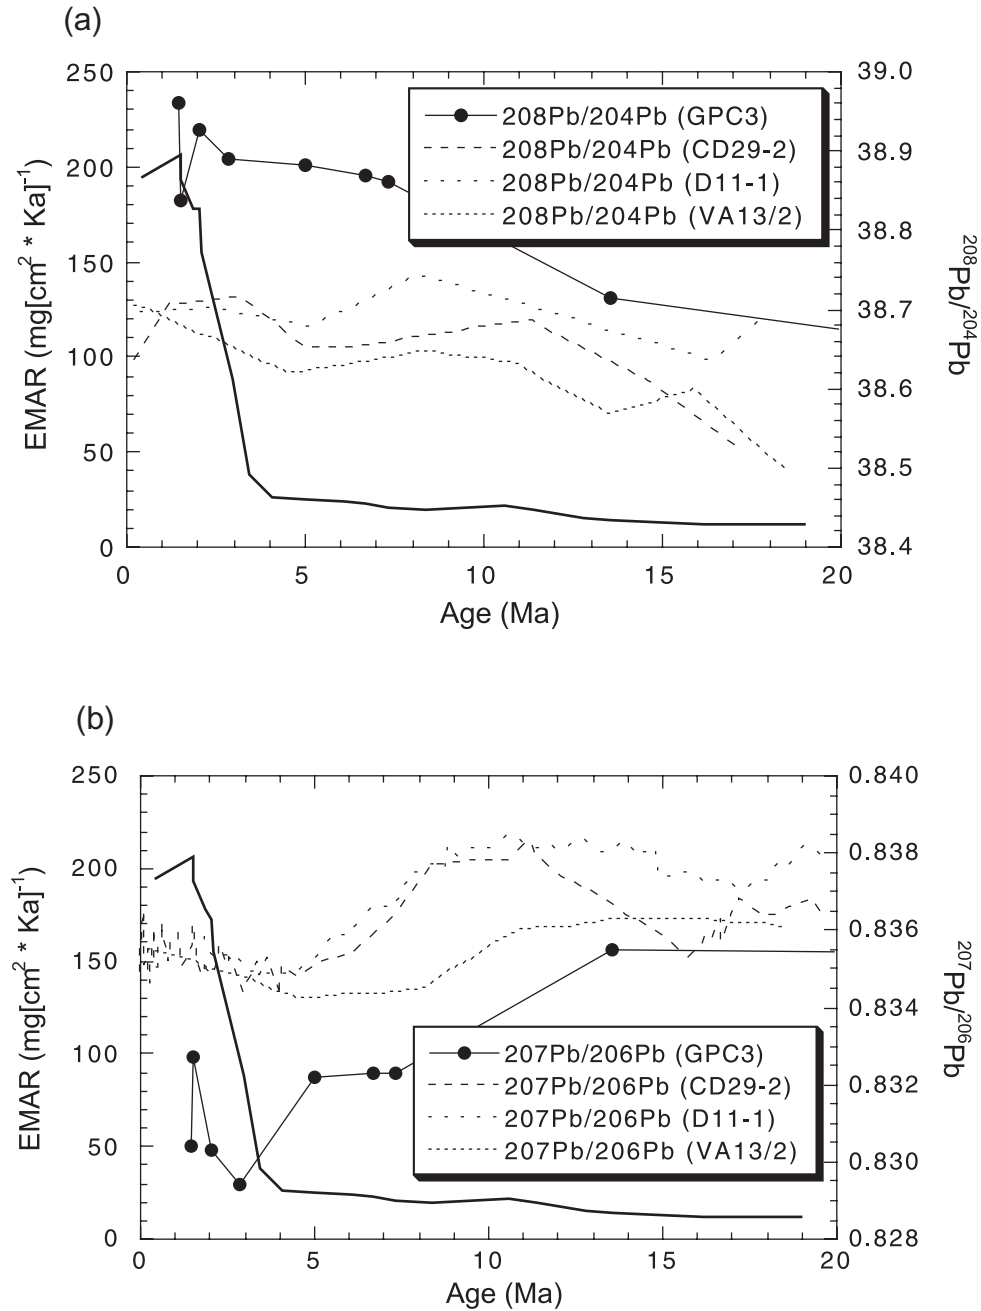 (a)
250
200
150
100
50
0
EMAR (mg[cm² * Ka]⁻¹
208Pb/204Pb (GPC3)
208Pb/204Pb (CD29-2)
208Pb/204Pb (D11-1)
208Pb/204Pb (VA13/2)
39.0
38.9
38.8
38.7
38.6
38.5
38.4
²⁰⁸Pb/²⁰⁴Pb
0 5 10 15 20
Age (Ma)
(b)
250
200
150
100
50
0
EMAR (mg[cm² * Ka]⁻¹
207Pb/206Pb (GPC3)
207Pb/206Pb (CD29-2)
207Pb/206Pb (D11-1)
207Pb/206Pb (VA13/2)
0.840
0.838
0.836
0.834
0.832
0.830
0.828
²⁰⁷Pb/²⁰⁶Pb
0 5 10 15 20
Age (Ma)